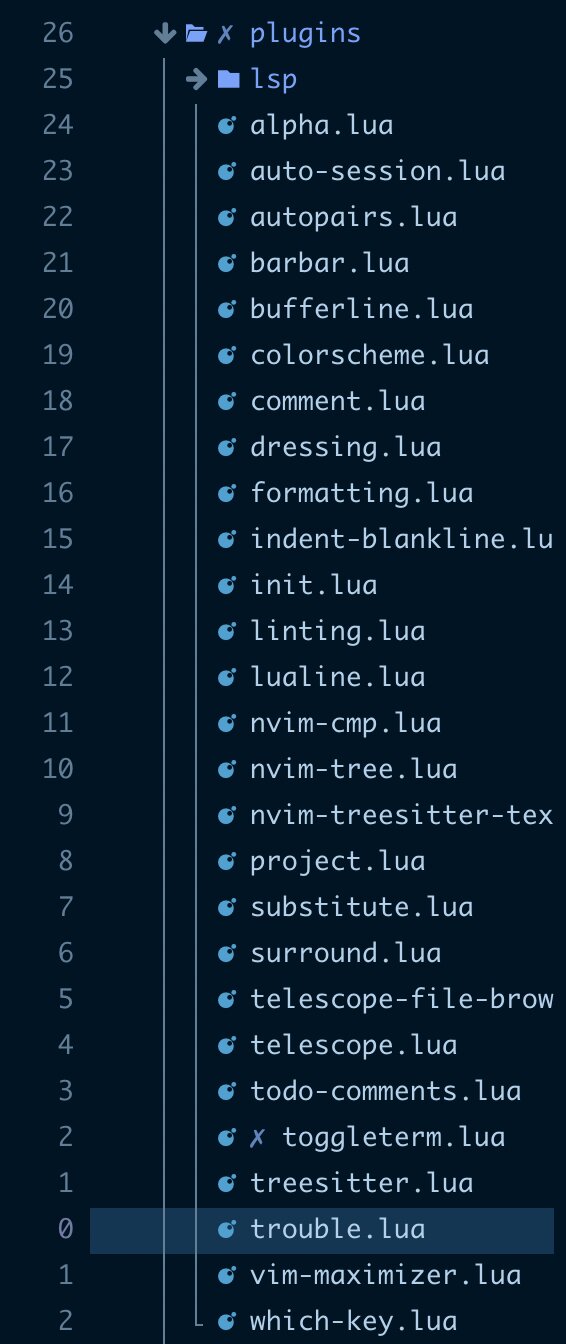 26 ✗ plugins
25 lsp
24 alpha.lua
23 auto-session.lua
22 autopairs.lua
21 barbar.lua
20 bufferline.lua
19 colorscheme.lua
18 comment.lua
17 dressing.lua
16 formatting.lua
15 indent-blankline.lu
14 init.lua
13 linting.lua
12 lualine.lua
11 nvim-cmp.lua
10 nvim-tree.lua
9 nvim-treesitter-tex
8 project.lua
7 substitute.lua
6 surround.lua
5 telescope-file-brow
4 telescope.lua
3 todo-comments.lua
2 ✗ toggleterm.lua
1 treesitter.lua
0 trouble.lua
1 vim-maximizer.lua
2 which-key.lua